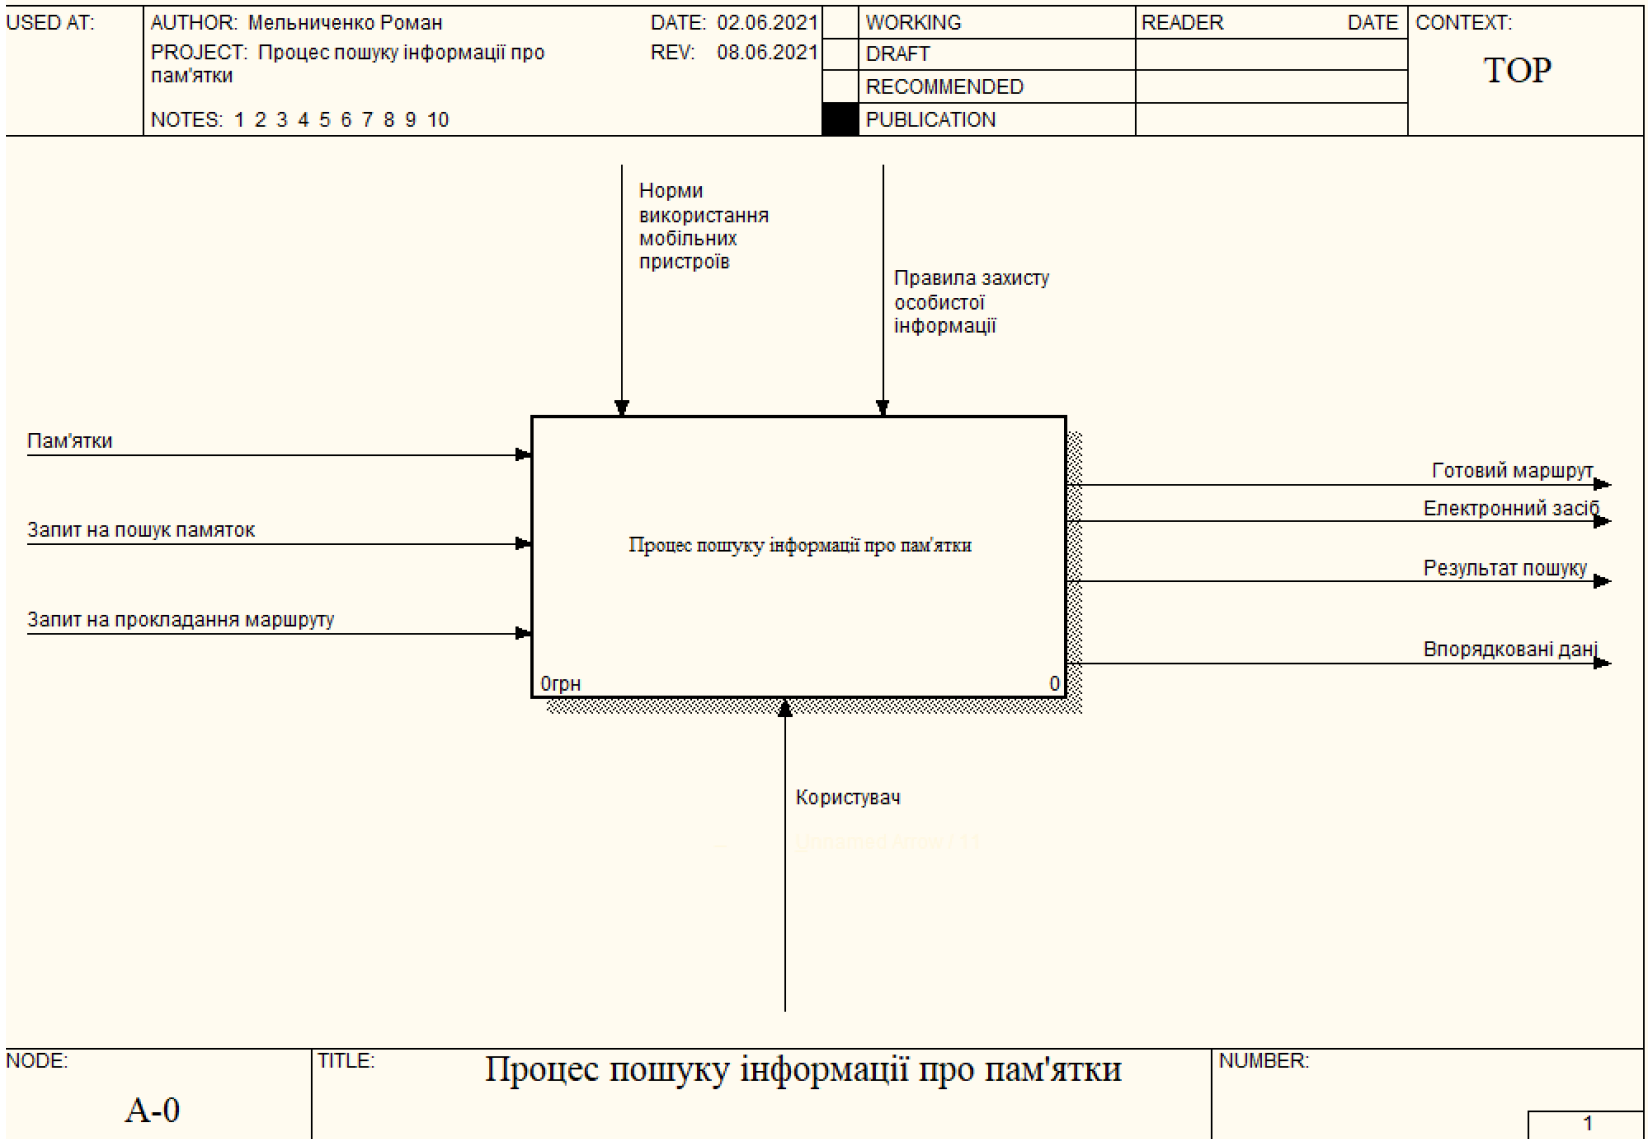 USED AT:
AUTHOR: Мельниченко Роман
DATE: 02.06.2021
PROJECT: Процес пошуку інформації про
пам'ятки
REV: 08.06.2021
NOTES: 1 2 3 4 5 6 7 8 9 10
WORKING
DRAFT
RECOMMENDED
PUBLICATION
READER DATE
CONTEXT:
TOP
Норми
використання
мобільних
пристроїв
Правила захисту
особистої
інформації
Пам'ятки
Запит на пошук памяток
Запит на прокладання маршруту
Процес пошуку інформації про пам'ятки
0грн 0
Готовий маршрут
Електронний засіб
Результат пошуку
Впорядковані дані
Користувач
NODE:
A-0
TITLE:
Процес пошуку інформації про пам'ятки
NUMBER:
1